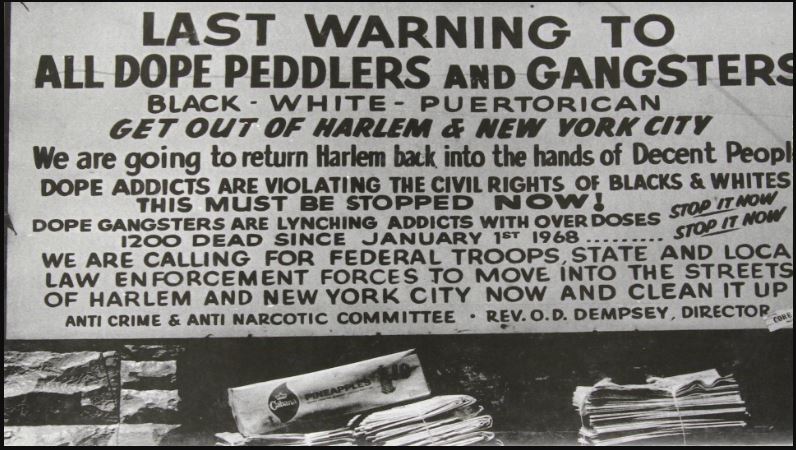 LAST WARNING TO
ALL DOPE PEDDLERS AND GANGSTERS
BLACK - WHITE - PUERTORICAN
GET OUT OF HARLEM & NEW YORK CITY
We are going to return Harlem back into the hands of Decent Peopl
DOPE ADDICTS ARE VIOLATING THE CIVIL RIGHTS OF BLACKS & WHITES
THIS MUST BE STOPPED NOW!
DOPE GANGSTERS ARE LYNCHING ADDICTS WITH OVER DOSES STOP IT NOW
1200 DEAD SINCE JANUARY 1ST 1968 ......... STOP IT NOW
WE ARE CALLING FOR FEDERAL TROOPS, STATE AND LOCA
LAW ENFORCEMENT FORCES TO MOVE INTO THE STREETS
OF HARLEM AND NEW YORK CITY NOW AND CLEAN IT UP
ANTI CRIME & ANTI NARCOTIC COMMITTEE • REV. O.D. DEMPSEY, DIRECTOR
CORE
Cabana PINEAPPLES